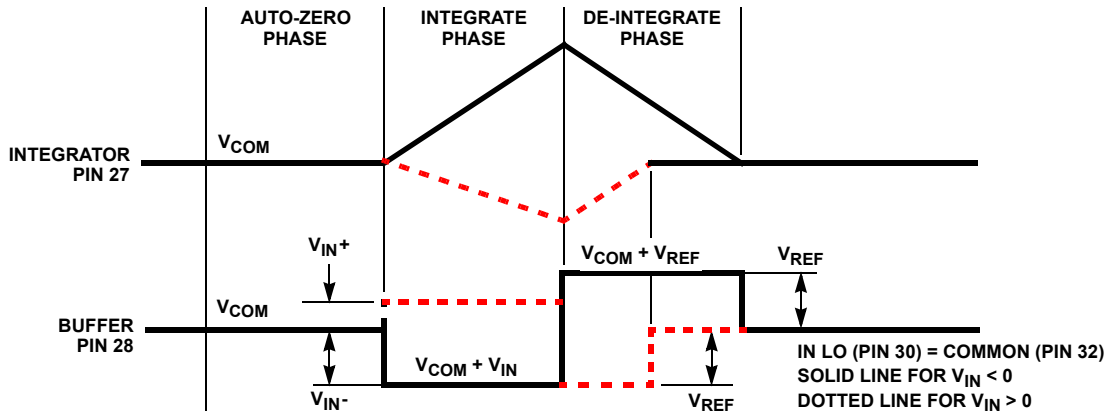 AUTO-ZERO
PHASE
INTEGRATE
PHASE
DE-INTEGRATE
PHASE
VCOM
INTEGRATOR
PIN 27
VIN+
VCOM + VREF
VREF
VCOM
BUFFER
PIN 28
VCOM + VIN
VIN-
VREF
IN LO (PIN 30) = COMMON (PIN 32)
SOLID LINE FOR VIN < 0
DOTTED LINE FOR VIN > 0